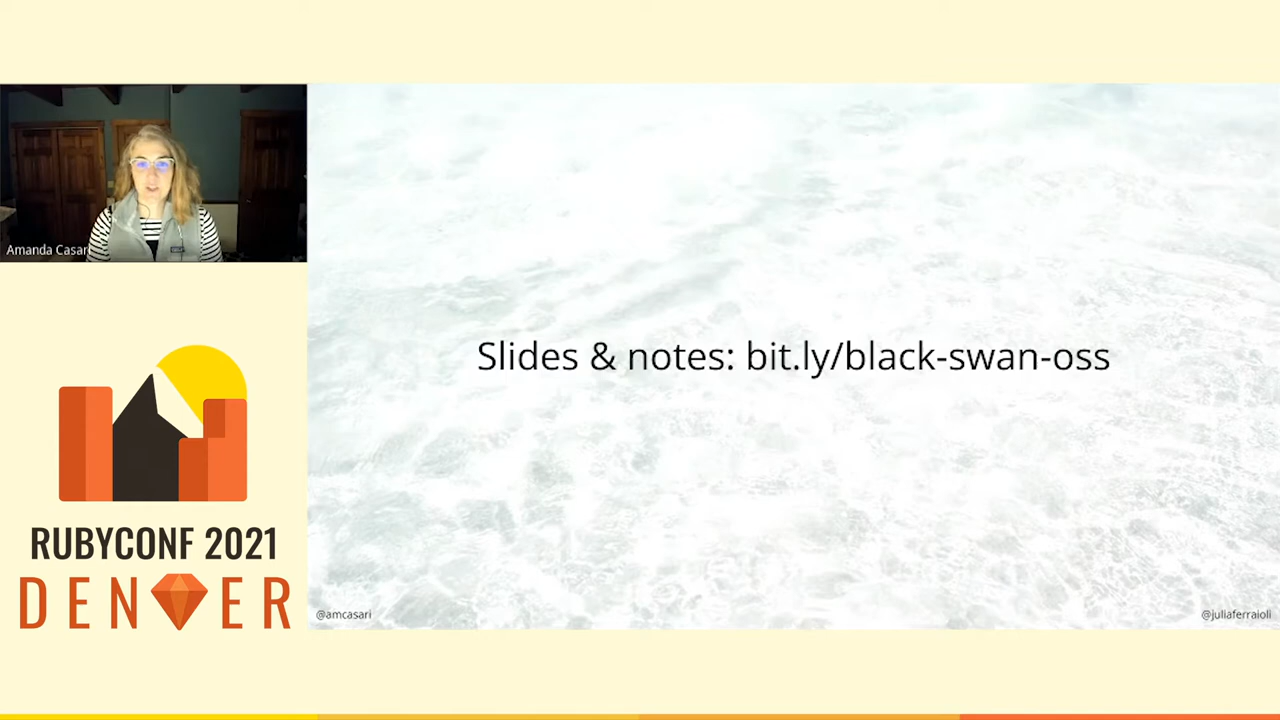 Amanda Casari
Slides & notes: bit.ly/black-swan-oss
RUBYCONF 2021
DENVER
@amcasari
@juliaferraioli